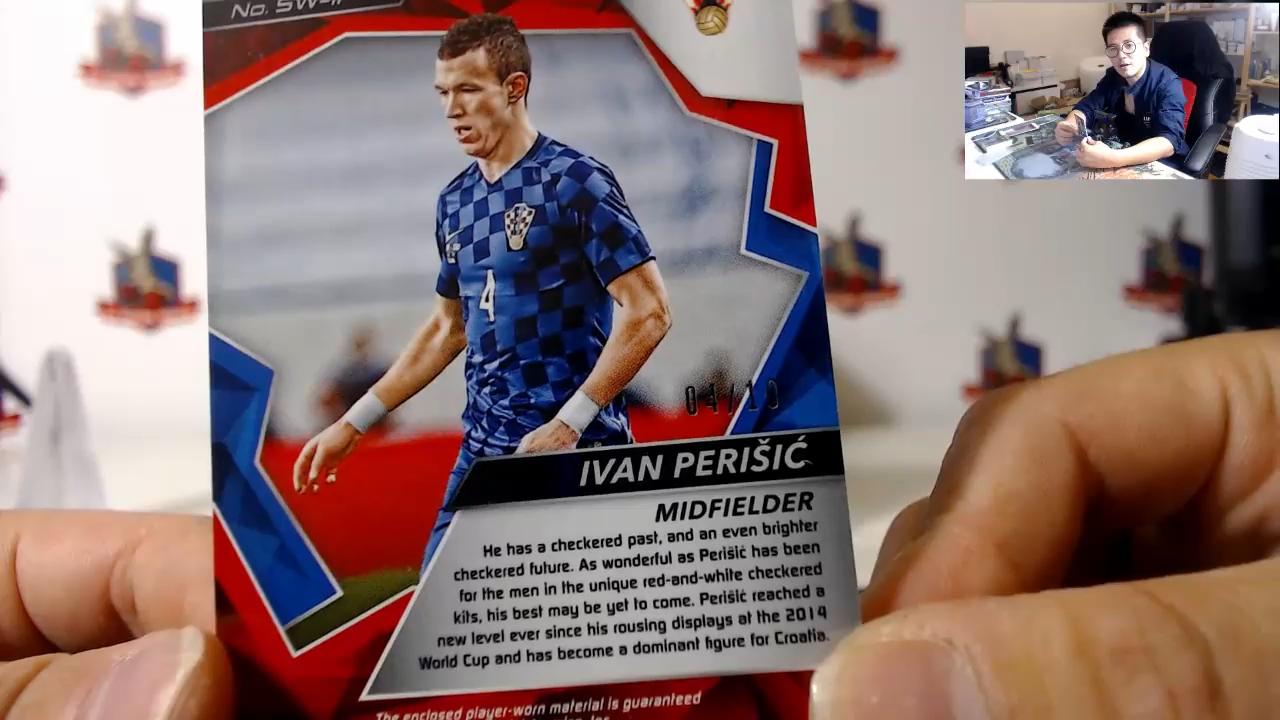 No. SW-
4
04/10
IVAN PERIŠIĆ
MIDFIELDER
He has a checkered past, and an even brighter
checkered future. As wonderful as Perišić has been
for the men in the unique red-and-white checkered
kits, his best may be yet to come. Perišić reached a
new level ever since his rousing displays at the 2014
World Cup and has become a dominant figure for Croatia.
The enclosed player-worn material is guaranteed